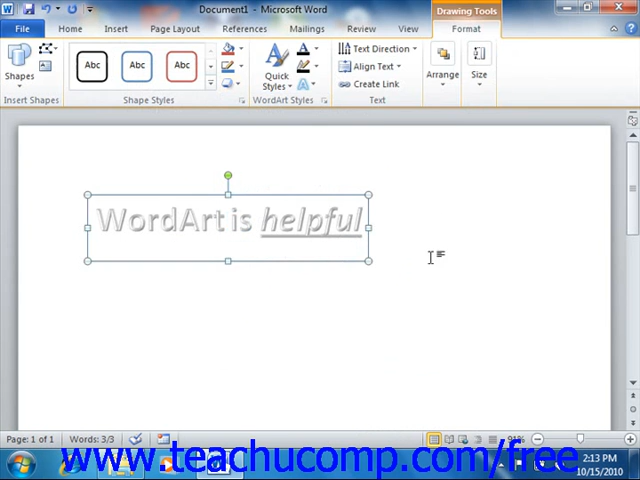 Document1 - Microsoft Word
Drawing Tools
File Home Insert Page Layout References Mailings Review View Format
Shapes
Abc Abc Abc
Quick Styles
Text Direction
Align Text
Create Link
Arrange
Size
Insert Shapes Shape Styles WordArt Styles Text
WordArt is helpful
Page: 1 of 1 Words: 3/3 91%
www.teachucomp.com/free
2:13 PM
10/15/2010